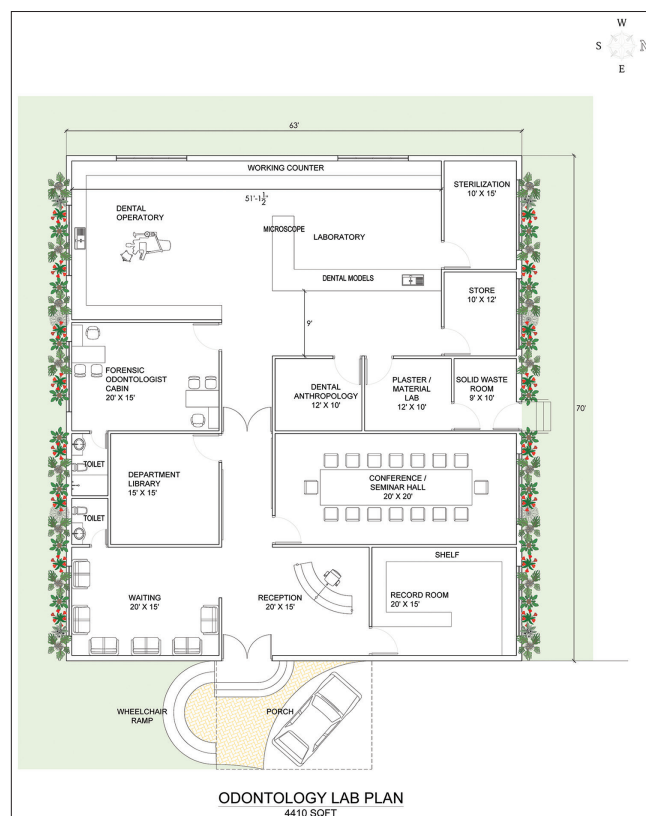 W
S
N
E
63'
WORKING COUNTER
51'-1½"
STERILIZATION
10' X 15'
DENTAL
OPERATORY
MICROSCOPE
LABORATORY
DENTAL MODELS
STORE
10' X 12'
9'
FORENSIC
ODONTOLOGIST
CABIN
20' X 15'
DENTAL
ANTHROPOLOGY
12' X 10'
PLASTER /
MATERIAL
LAB
12' X 10'
SOLID WASTE
ROOM
9' X 10'
70'
TOILET
DEPARTMENT
LIBRARY
15' X 15'
CONFERENCE /
SEMINAR HALL
20' X 20'
TOILET
SHELF
WAITING
20' X 15'
RECEPTION
20' X 15'
RECORD ROOM
20' X 15'
WHEELCHAIR
RAMP
PORCH
ODONTOLOGY LAB PLAN
4410 SQFT